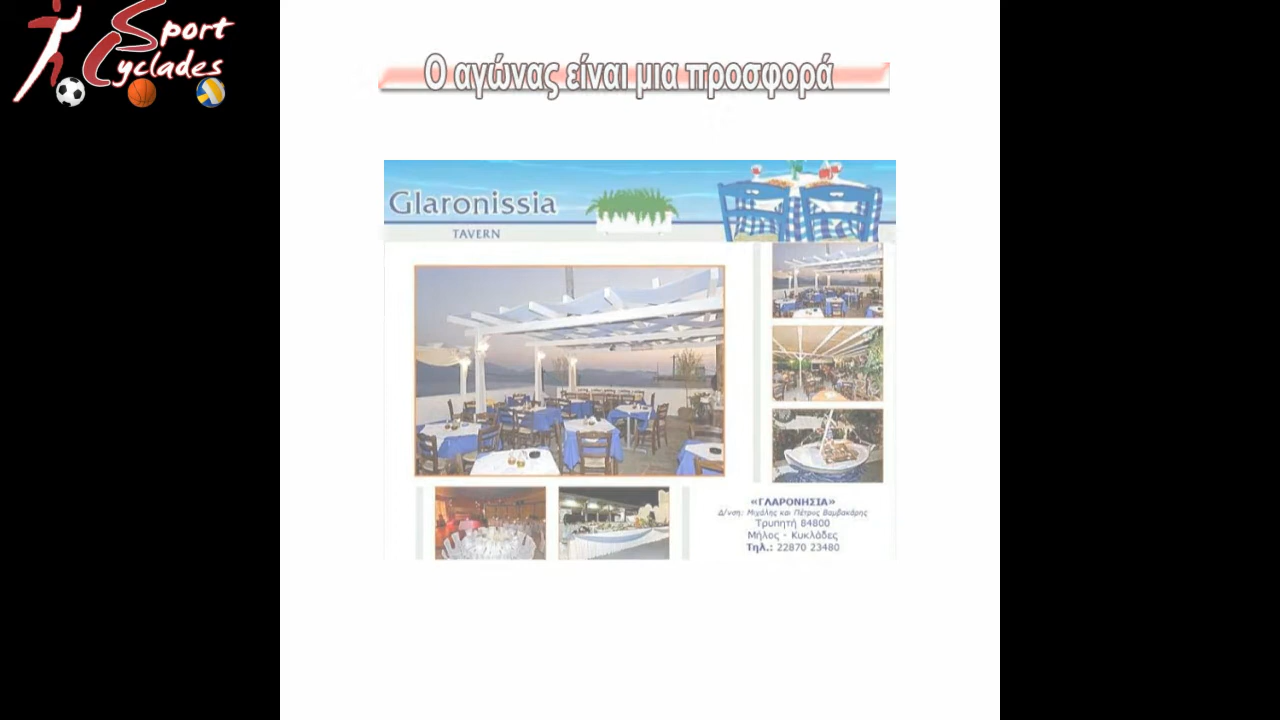 Sport
Cyclades
Ο αγώνας είναι μια προσφορά
Glaronissia
TAVERN
«ΓΛΑΡΟΝΗΣΙΑ»
Δ/νση: Μιχάλης και Πέτρος Βαμβακάρης
Τρυπητή 84800
Μήλος - Κυκλάδες
Τηλ.: 22870 23480